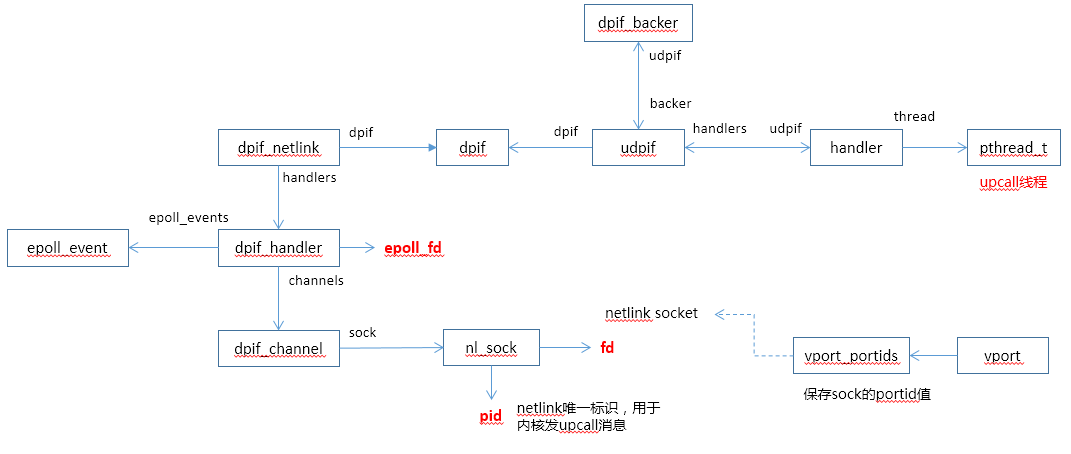 dpif_backer
udpif
backer
dpif_netlink
dpif
dpif
dpif
udpif
handlers
udpif
handler
thread
pthread_t
upcall线程
handlers
epoll_event
epoll_events
dpif_handler
epoll_fd
channels
dpif_channel
sock
nl_sock
fd
netlink socket
vport_portids
vport
保存sock的portid值
pid
netlink唯一标识，用于
内核发upcall消息